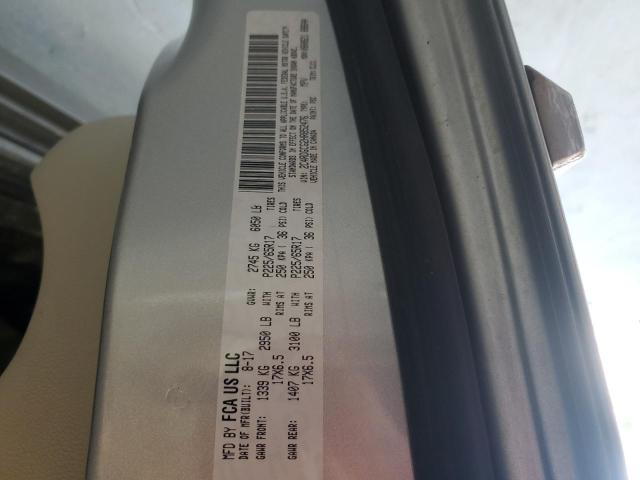 MFD BY FCA US LLC
DATE OF MFR(BUILT): 8-17 GVWR: 2745 KG 6050 LB
GAWR FRONT: 1339 KG 2950 LB WITH P225/65R17 TIRES
17X6.5 RIMS AT 250 KPA ( 36 PSI) COLD
GAWR REAR: 1407 KG 3100 LB WITH P225/65R17 TIRES
17X6.5 RIMS AT 250 KPA ( 36 PSI) COLD
THIS VEHICLE CONFORMS TO ALL APPLICABLE U.S.A. FEDERAL MOTOR VEHICLE SAFETY
STANDARDS IN EFFECT ON THE DATE OF MANUFACTURE SHOWN ABOVE.
VIN: TYPE: MPV
VEHICLE MADE IN CANADA PAINT: